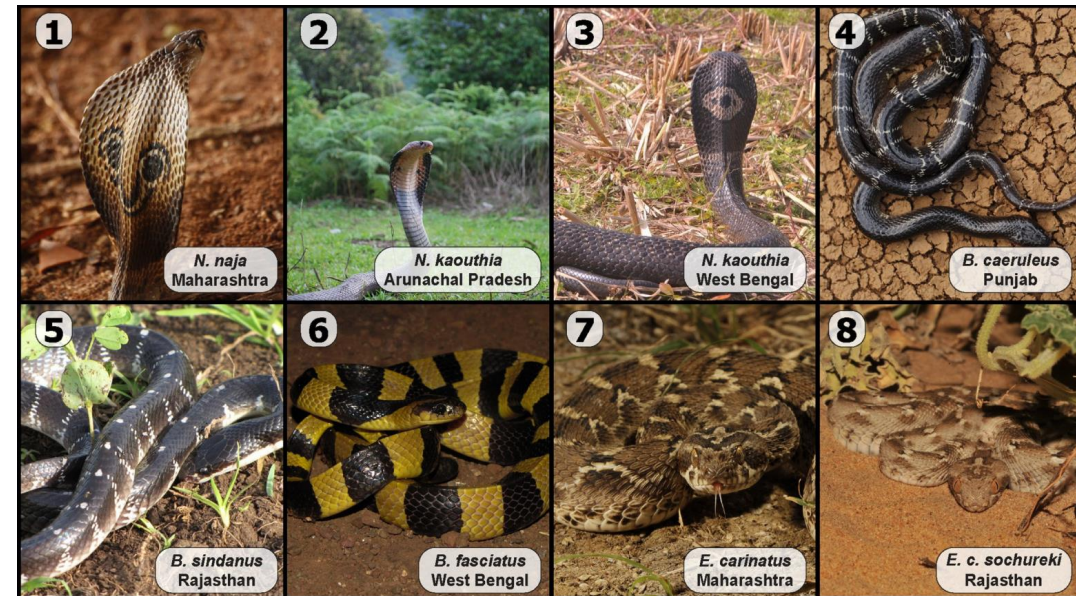 1
N. naja
Maharashtra
2
N. kaouthia
Arunachal Pradesh
3
N. kaouthia
West Bengal
4
B. caeruleus
Punjab
5
B. sindanus
Rajasthan
6
B. fasciatus
West Bengal
7
E. carinatus
Maharashtra
8
E. c. sochureki
Rajasthan